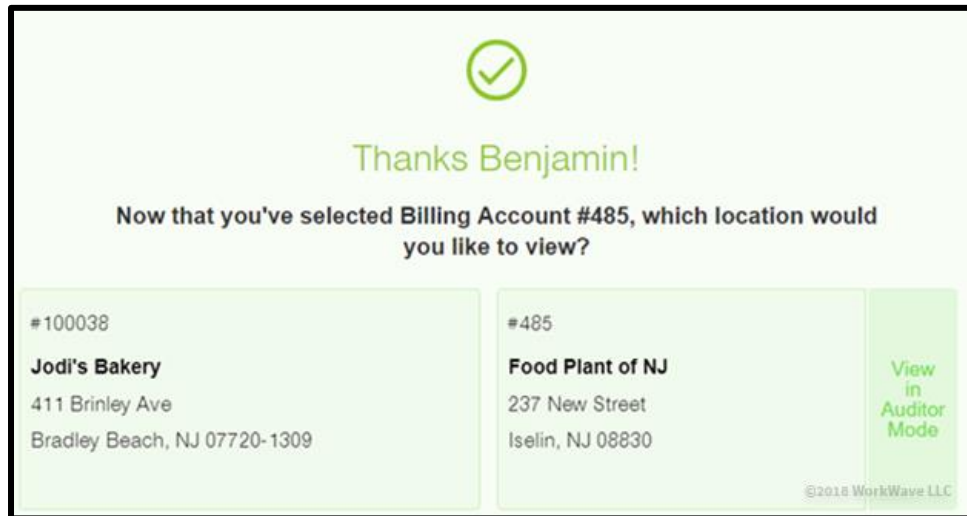 Thanks Benjamin!
Now that you've selected Billing Account #485, which location would
you like to view?
#100038
Jodi's Bakery
411 Brinley Ave
Bradley Beach, NJ 07720-1309
#485
Food Plant of NJ
237 New Street
Iselin, NJ 08830
View
in
Auditor
Mode
©2018 WorkWave LLC